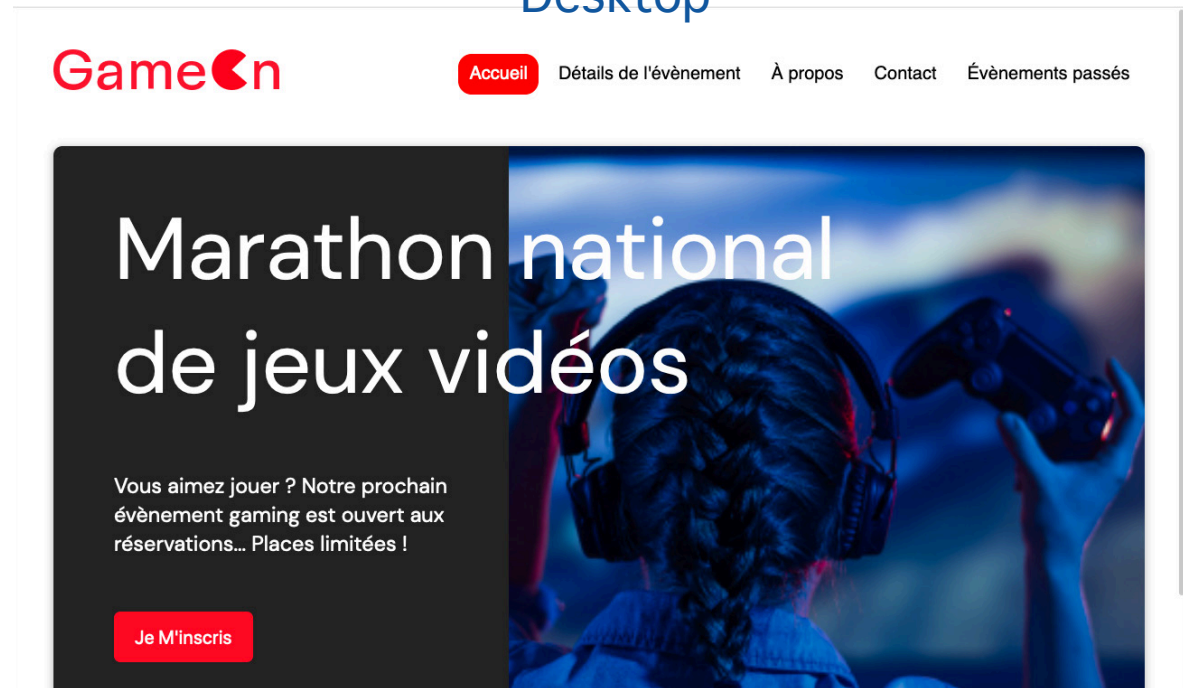 Desktop
GameOn
Accueil Détails de l'évènement À propos Contact Évènements passés
Marathon national
de jeux vidéos
Vous aimez jouer ? Notre prochain
évènement gaming est ouvert aux
réservations... Places limitées !
Je M'inscris